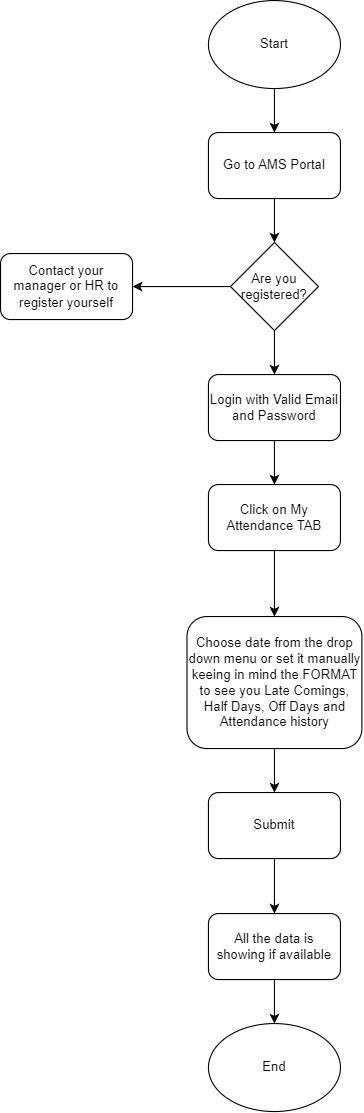 Start
Go to AMS Portal
Are you
registered?
Contact your
manager or HR to
register yourself
Login with Valid Email
and Password
Click on My
Attendance TAB
Choose date from the drop
down menu or set it manually
keeing in mind the FORMAT
to see you Late Comings,
Half Days, Off Days and
Attendance history
Submit
All the data is
showing if available
End